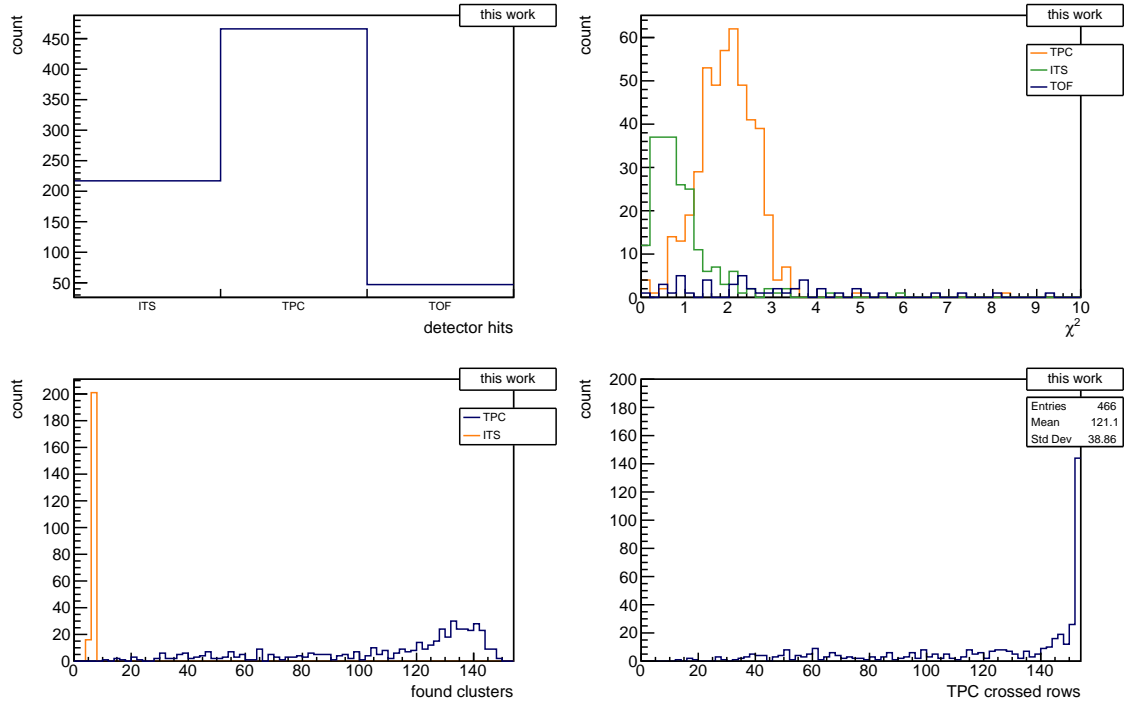 this work
count
450
400
350
300
250
200
150
100
50
ITS TPC TOF
detector hits
this work
count
60
50
40
30
20
10
0
TPC
ITS
TOF
0 1 2 3 4 5 6 7 8 9 10
χ²
this work
count
200
180
160
140
120
100
80
60
40
20
0
TPC
ITS
0 20 40 60 80 100 120 140
found clusters
this work
count
200
180
160
140
120
100
80
60
40
20
0
Entries 466
Mean 121.1
Std Dev 38.86
0 20 40 60 80 100 120 140
TPC crossed rows